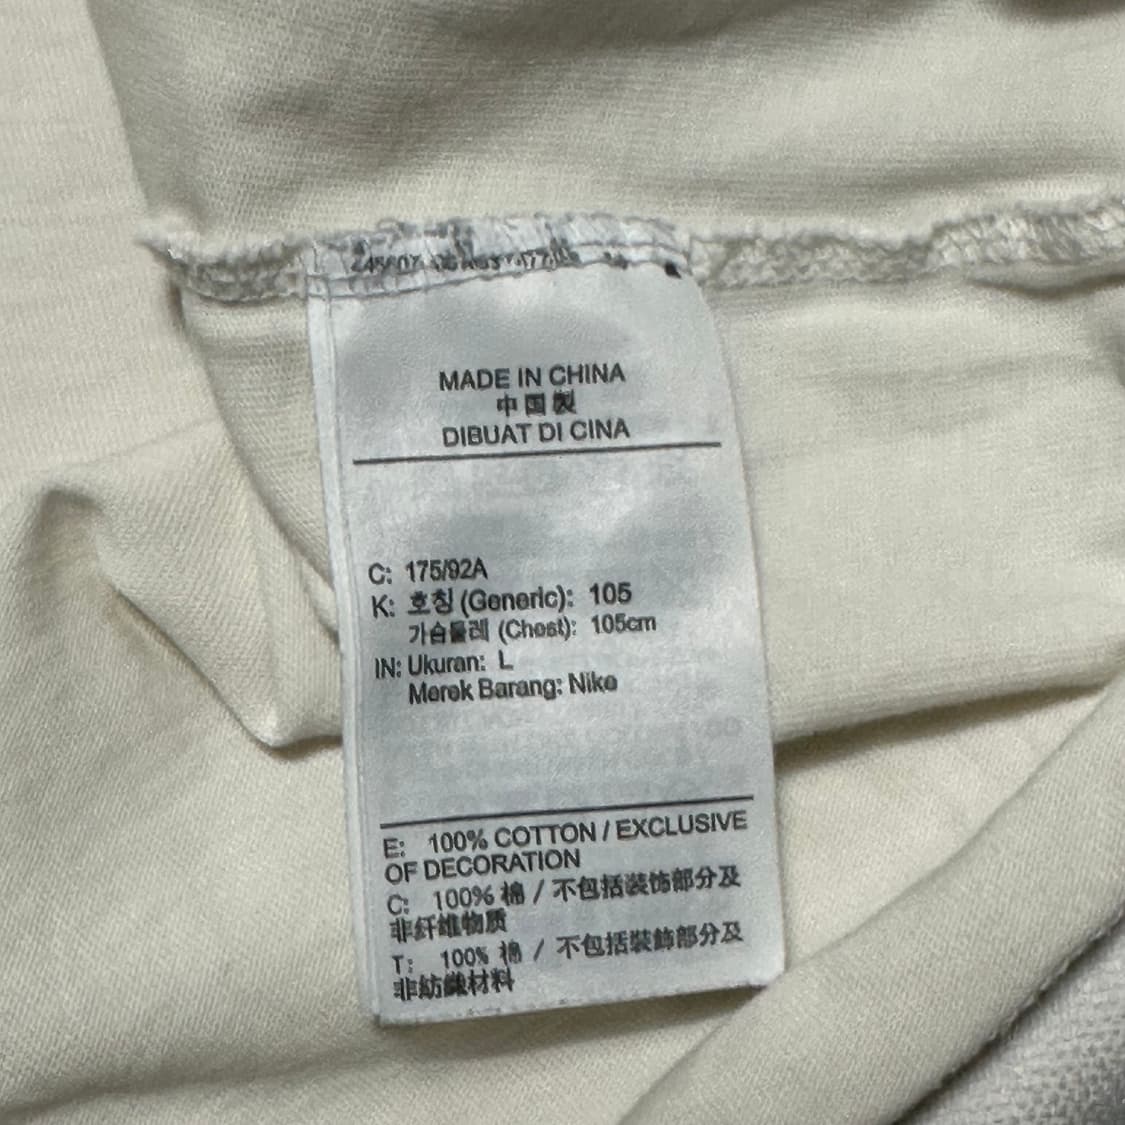 MADE IN CHINA
中国製
DIBUAT DI CINA
C: 175/92A
K: 호칭 (Generic): 105
가슴둘레 (Chest): 105cm
IN: Ukuran: L
Merek Barang: Nike
E: 100% COTTON / EXCLUSIVE
OF DECORATION
C: 100% 棉 / 不包括装饰部分及
非纤维物质
T: 100% 棉 / 不包括裝飾部分及
非紡織材料